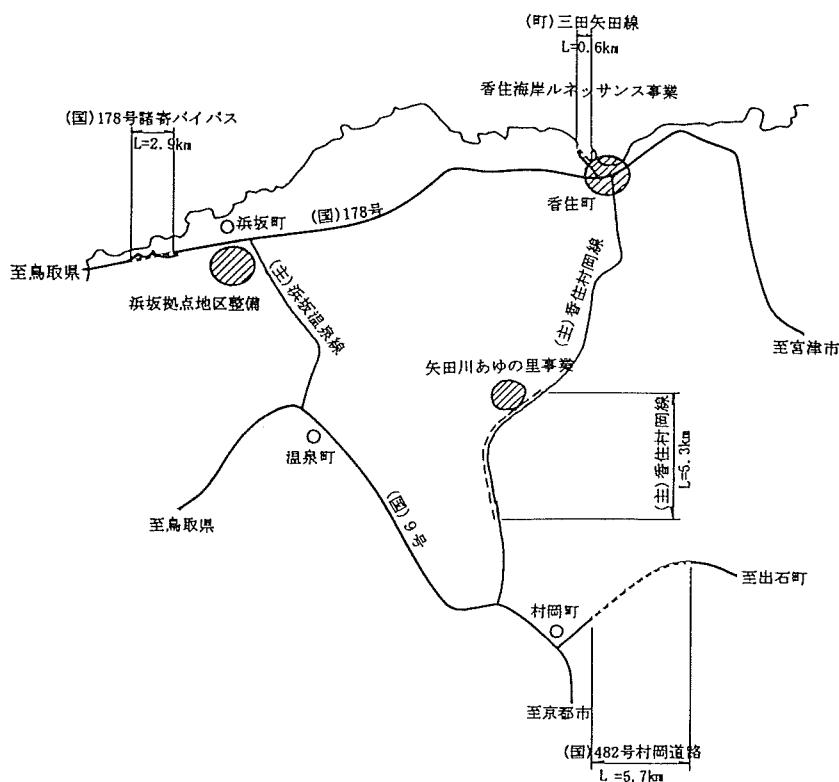 (町)三田矢田線
L=0.6km
香住海岸ルネッサンス事業
(国)178号諸寄バイパス
L=2.9km
浜坂町
(国)178号
香住町
至鳥取県
浜坂拠点地区整備
(主)浜坂温泉線
(主)香住村岡線
至宮津市
矢田川あゆの里事業
(主)香住村岡線
L=5.3km
温泉町
至鳥取県
(国)9号
至出石町
村岡町
至京都市
(国)482号村岡道路
L=5.7km